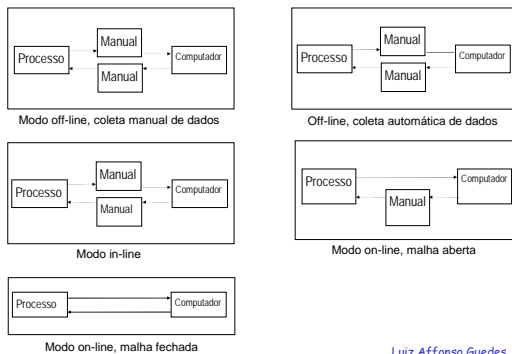 Processo
Manual
Manual
Computador
Modo off-line, coleta manual de dados
Processo
Manual
Manual
Computador
Off-line, coleta automática de dados
Processo
Manual
Manual
Computador
Modo in-line
Processo
Manual
Computador
Modo on-line, malha aberta
Processo
Computador
Modo on-line, malha fechada
Luiz Affonso Guedes